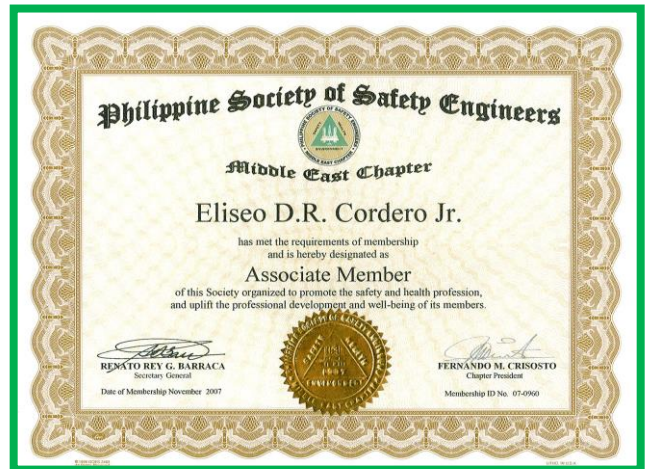 Philippine Society of Safety Engineers
Middle East Chapter
Eliseo D.R. Cordero Jr.
has met the requirements of membership
and is hereby designated as
Associate Member
of this Society organized to promote the safety and health profession,
and uplift the professional development and well-being of its members.
RENATO REY G. BARRACA
Secretary General
Date of Membership November 2007
FERNANDO M. CRISOSTO
Chapter President
Membership ID No. 07-0960